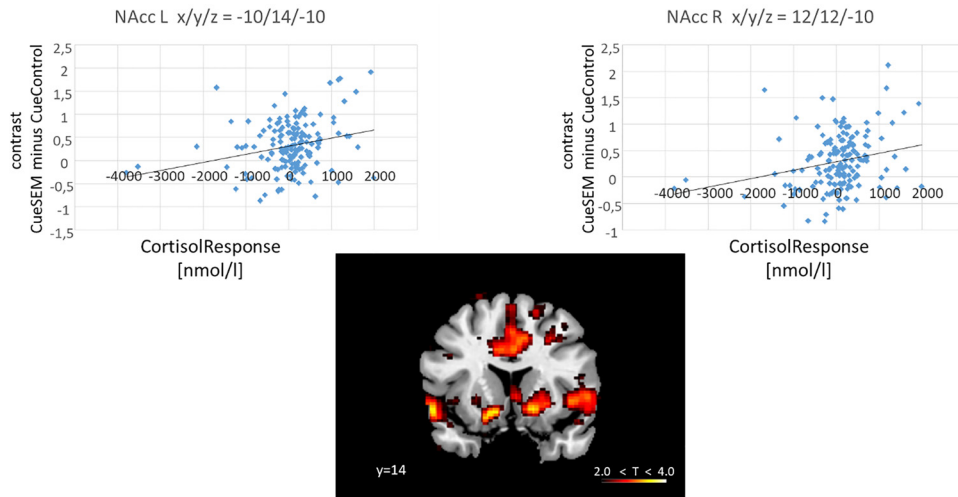 NAcc L x/y/z = -10/14/-10
CueSEM minus CueControl
contrast
2,5
2
1,5
1
0,5
0
-0,5
-1
-1,5
-4000 -3000 -2000 -1000 0 1000 2000
CortisolResponse
[nmol/l]
NAcc R x/y/z = 12/12/-10
CueSEM minus CueControl
contrast
2,5
2
1,5
1
0,5
0
-0,5
-1
-4000 -3000 -2000 -1000 0 1000 2000
CortisolResponse
[nmol/l]
y=14
2.0 < T < 4.0